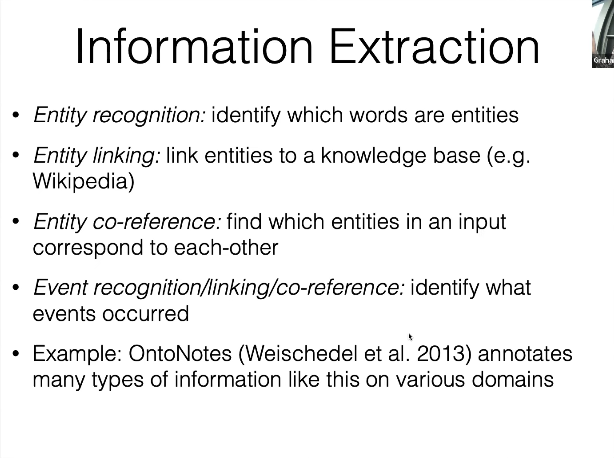 Information Extraction
Graha
• Entity recognition: identify which words are entities
• Entity linking: link entities to a knowledge base (e.g.
Wikipedia)
• Entity co-reference: find which entities in an input
correspond to each-other
• Event recognition/linking/co-reference: identify what
events occurred
• Example: OntoNotes (Weischedel et al. 2013) annotates
many types of information like this on various domains